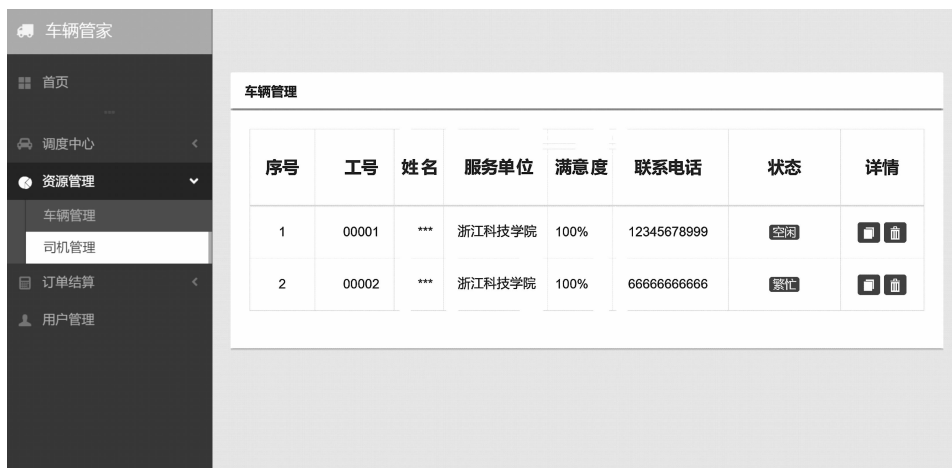 车辆管家
首页
调度中心
资源管理
车辆管理
司机管理
订单结算
用户管理
车辆管理
序号 工号 姓名 服务单位 满意度 联系电话 状态 详情
1 00001 *** 浙江科技学院 100% 12345678999 空闲
2 00002 *** 浙江科技学院 100% 66666666666 繁忙